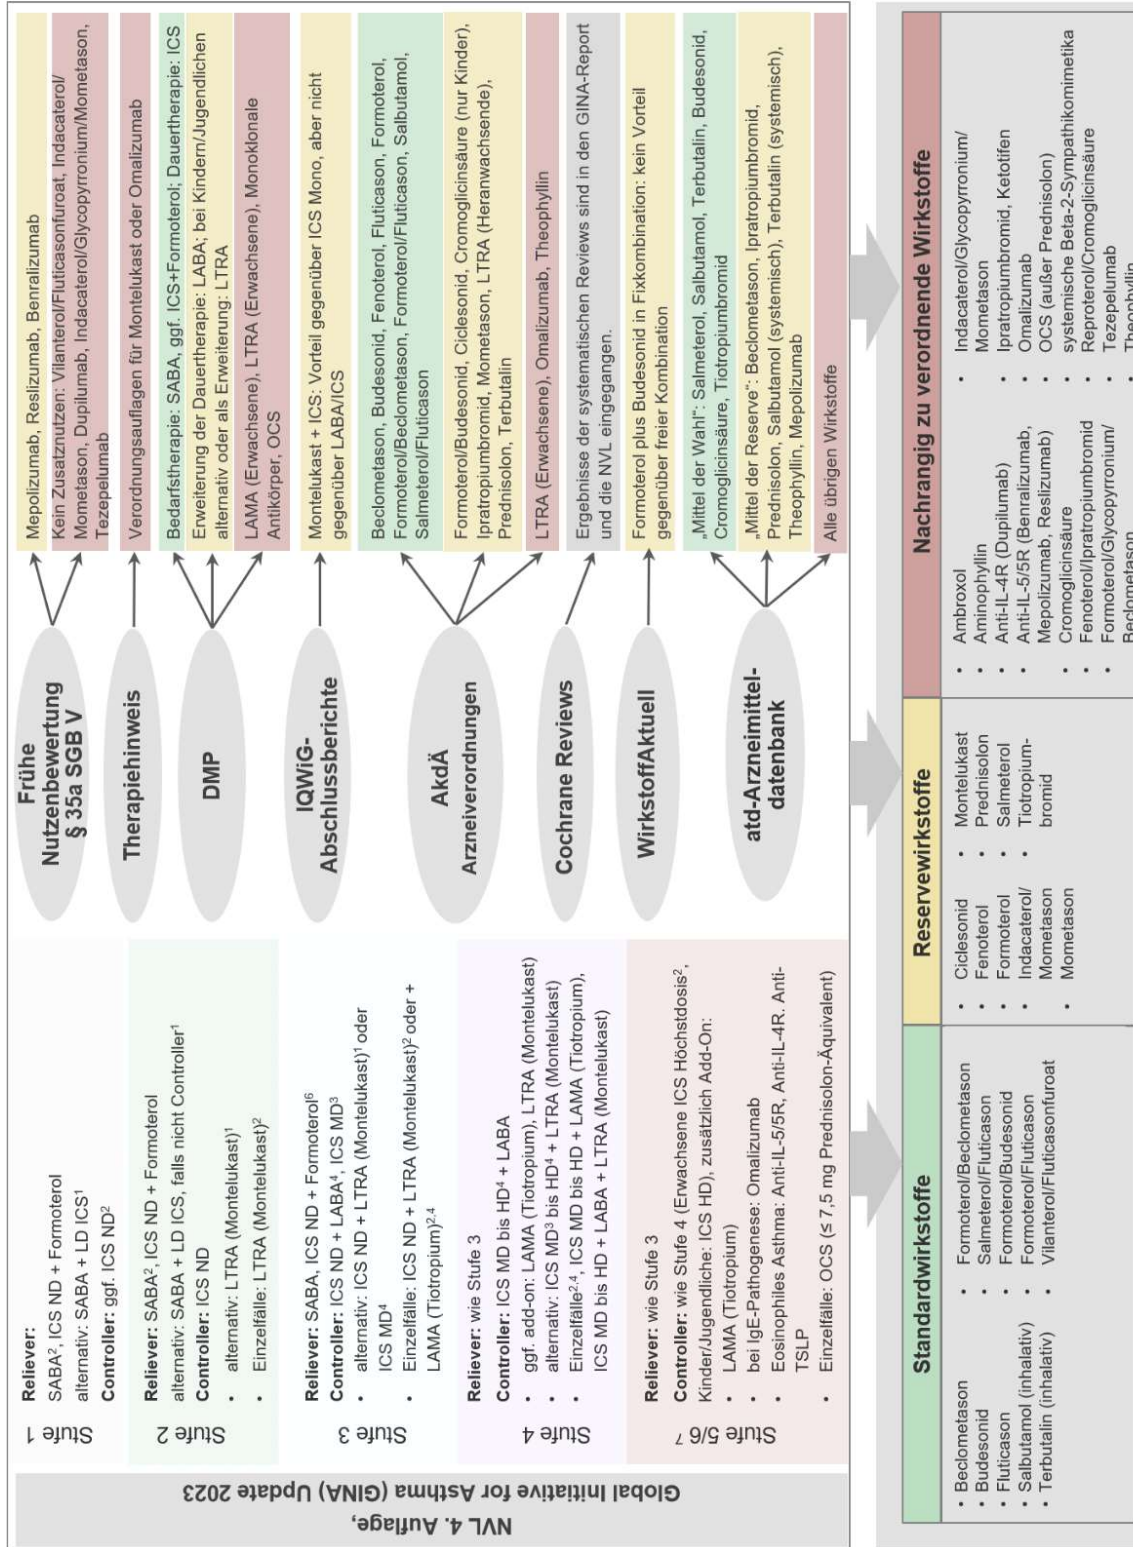 NVL 4. Auflage,
Global Initiative for Asthma (GINA) Update 2023
Stufe 1
Reliever:
SABA², ICS ND + Formoterol
alternativ: SABA + LD ICS¹
Controller: ggf. ICS ND²
Stufe 2
Reliever: SABA², ICS ND + Formoterol
alternativ: SABA + LD ICS, falls nicht Controller¹
Controller: ICS ND
• alternativ: LTRA (Montelukast)¹
• Einzelfälle: LTRA (Montelukast)²
Stufe 3
Reliever: SABA, ICS ND + Formoterol⁶
Controller: ICS ND + LABA⁴, ICS MD³
• alternativ: ICS ND + LTRA (Montelukast)¹ oder
ICS MD⁴
• Einzelfälle: ICS ND + LTRA (Montelukast)² oder +
LAMA (Tiotropium)²,⁴
Stufe 4
Reliever: wie Stufe 3
Controller: ICS MD bis HD⁴ + LABA
• ggf. add-on: LAMA (Tiotropium), LTRA (Montelukast)
• alternativ: ICS MD³ bis HD⁴ + LTRA (Montelukast)
• Einzelfälle²,⁴, ICS MD bis HD + LAMA (Tiotropium),
ICS MD bis HD + LABA + LTRA (Montelukast)
Stufe 5/6 ⁷
Reliever: wie Stufe 3
Controller: wie Stufe 4 (Erwachsene ICS Höchstdosis²,
Kinder/Jugendliche: ICS HD), zusätzlich Add-On:
• LAMA (Tiotropium)
• bei IgE-Pathogenese: Omalizumab
• Eosinophiles Asthma: Anti-IL-5/5R, Anti-IL-4R. Anti-
TSLP
• Einzelfälle: OCS (≤ 7,5 mg Prednisolon-Äquivalent)
Frühe
Nutzenbewertung
§ 35a SGB V
Mepolizumab, Reslizumab, Benralizumab
Kein Zusatznutzen: Vilanterol/Fluticasonfuroat, Indacaterol/
Mometason, Dupilumab, Indacaterol/Glycopyrronium/Mometason,
Tezepelumab
Therapiehinweis
Verordnungsauflagen für Montelukast oder Omalizumab
DMP
Bedarfstherapie: SABA, ggf. ICS+Formoterol; Dauertherapie: ICS
Erweiterung der Dauertherapie: LABA; bei Kindern/Jugendlichen
alternativ oder als Erweiterung: LTRA
LAMA (Erwachsene), LTRA (Erwachsene), Monoklonale
Antikörper, OCS
IQWiG-
Abschlussberichte
Montelukast + ICS: Vorteil gegenüber ICS Mono, aber nicht
gegenüber LABA/ICS
AkdÄ
Arzneiverordnungen
Beclometason, Budesonid, Fenoterol, Fluticason, Formoterol,
Formoterol/Beclometason, Formoterol/Fluticason, Salbutamol,
Salmeterol/Fluticason
Formoterol/Budesonid, Ciclesonid, Cromoglicinsäure (nur Kinder),
Ipratropiumbromid, Mometason, LTRA (Heranwachsende),
Prednisolon, Terbutalin
LTRA (Erwachsene), Omalizumab, Theophyllin
Cochrane Reviews
Ergebnisse der systematischen Reviews sind in den GINA-Report
und die NVL eingegangen.
WirkstoffAktuell
Formoterol plus Budesonid in Fixkombination: kein Vorteil
gegenüber freier Kombination
atd-Arzneimittel-
datenbank
„Mittel der Wahl“: Salmeterol, Salbutamol, Terbutalin, Budesonid,
Cromoglicinsäure, Tiotropiumbromid
„Mittel der Reserve“: Beclometason, Ipratropiumbromid,
Prednisolon, Salbutamol (systemisch), Terbutalin (systemisch),
Theophyllin, Mepolizumab
Alle übrigen Wirkstoffe
Standardwirkstoffe
• Beclometason
• Budesonid
• Fluticason
• Salbutamol (inhalativ)
• Terbutalin (inhalativ)
• Formoterol/Beclometason
• Salmeterol/Fluticason
• Formoterol/Budesonid
• Formoterol/Fluticason
• Vilanterol/Fluticasonfuroat
Reservewirkstoffe
• Ciclesonid
• Fenoterol
• Formoterol
• Indacaterol/
Mometason
• Mometason
• Montelukast
• Prednisolon
• Salmeterol
• Tiotropium-
bromid
Nachrangig zu verordnende Wirkstoffe
• Ambroxol
• Aminophyllin
• Anti-IL-4R (Dupilumab)
• Anti-IL-5/5R (Benralizumab,
Mepolizumab, Reslizumab)
• Cromoglicinsäure
• Fenoterol/Ipratropiumbromid
• Formoterol/Glycopyrronium/
Beclometason
• Indacaterol/Glycopyrronium/
Mometason
• Ipratropiumbromid, Ketotifen
• Omalizumab
• OCS (außer Prednisolon)
• systemische Beta-2-Sympathikomimetika
• Reproterol/Cromoglicinsäure
• Tezepelumab
• Theophyllin